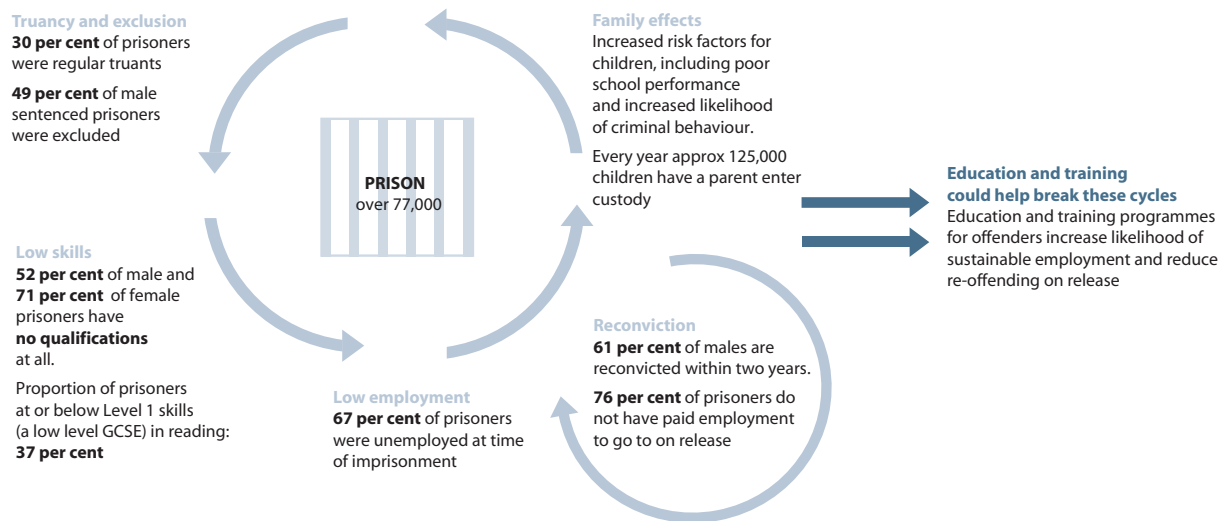 Truancy and exclusion
30 per cent of prisoners
were regular truants
49 per cent of male
sentenced prisoners
were excluded
Family effects
Increased risk factors for
children, including poor
school performance
and increased likelihood
of criminal behaviour.
Every year approx 125,000
children have a parent enter
custody
PRISON
over 77,000
Education and training
could help break these cycles
Education and training programmes
for offenders increase likelihood of
sustainable employment and reduce
re-offending on release
Low skills
52 per cent of male and
71 per cent of female
prisoners have
no qualifications
at all.
Proportion of prisoners
at or below Level 1 skills
(a low level GCSE) in reading:
37 per cent
Low employment
67 per cent of prisoners
were unemployed at time
of imprisonment
Reconviction
61 per cent of males are
reconvicted within two years.
76 per cent of prisoners do
not have paid employment
to go to on release